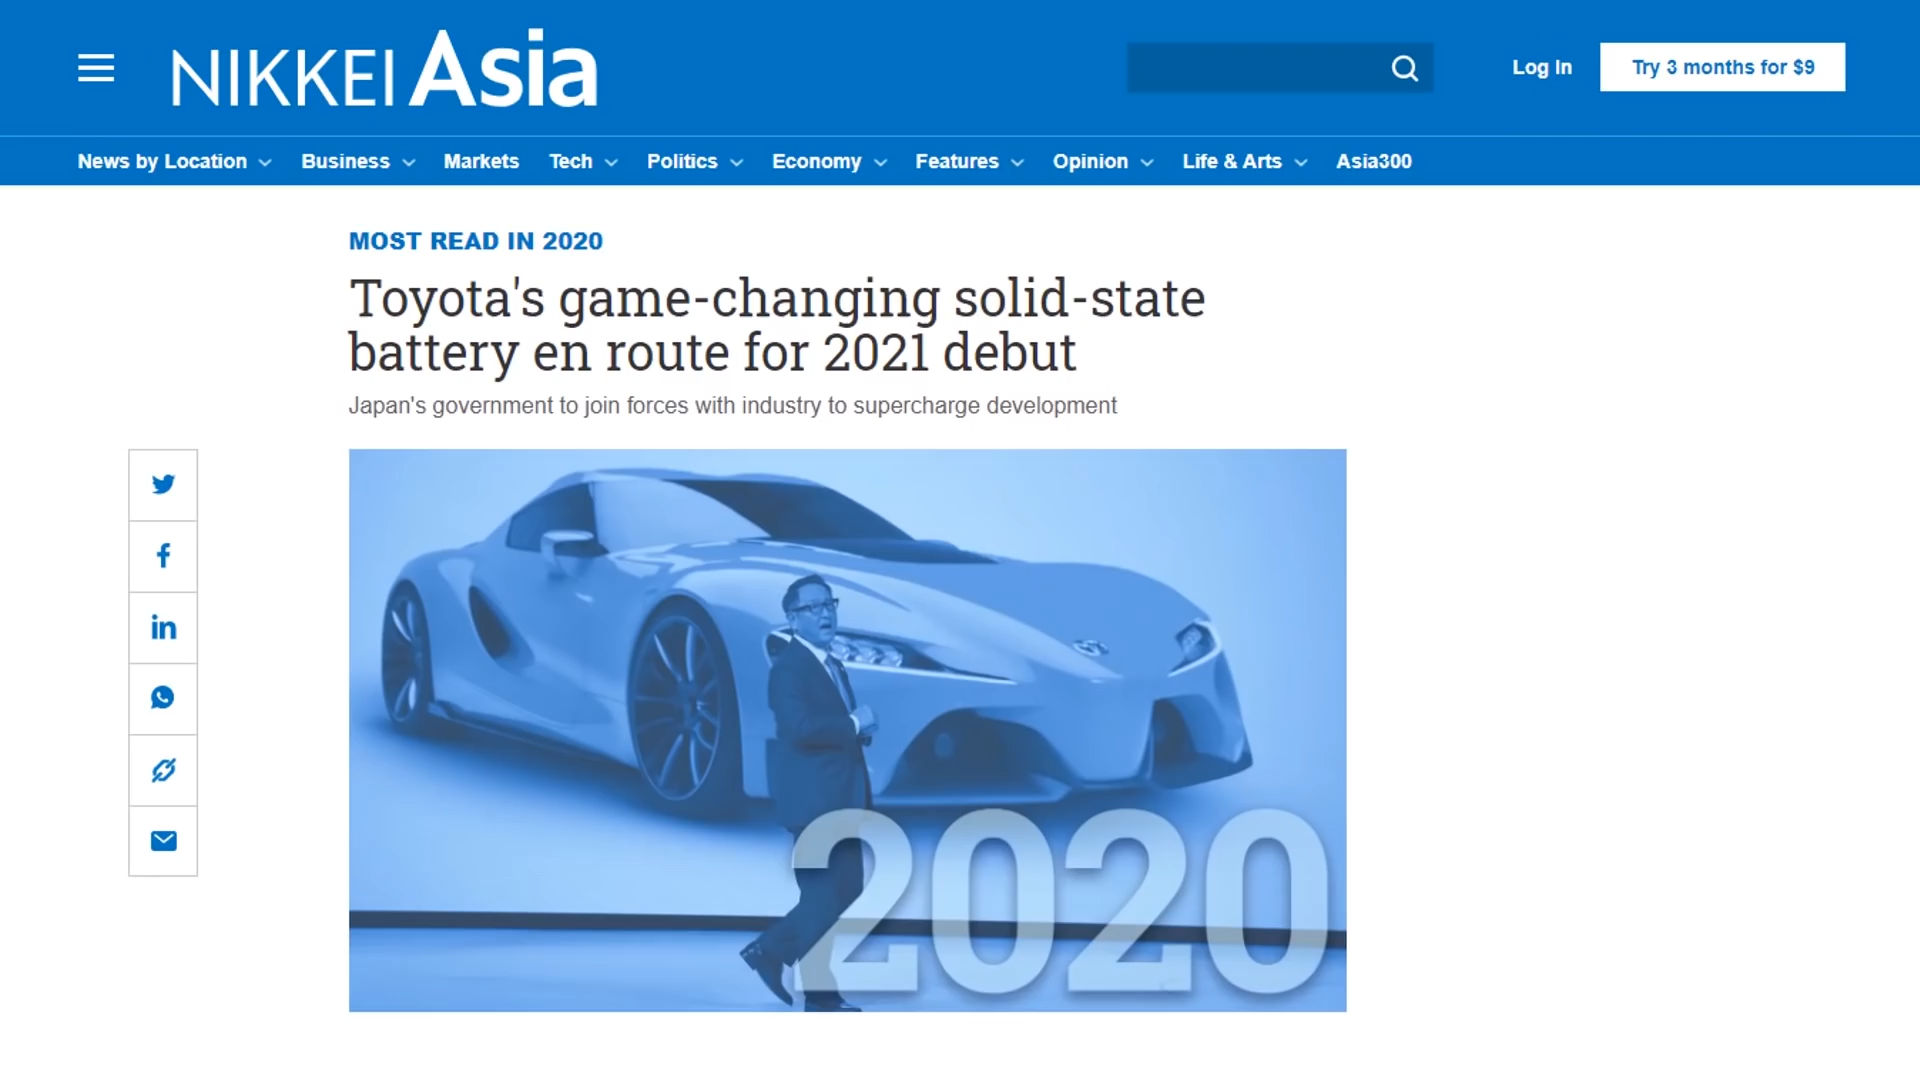 NIKKEI Asia
Log In
Try 3 months for $9
News by Location
Business
Markets
Tech
Politics
Economy
Features
Opinion
Life & Arts
Asia300
MOST READ IN 2020
Toyota's game-changing solid-state
battery en route for 2021 debut
Japan's government to join forces with industry to supercharge development
2020